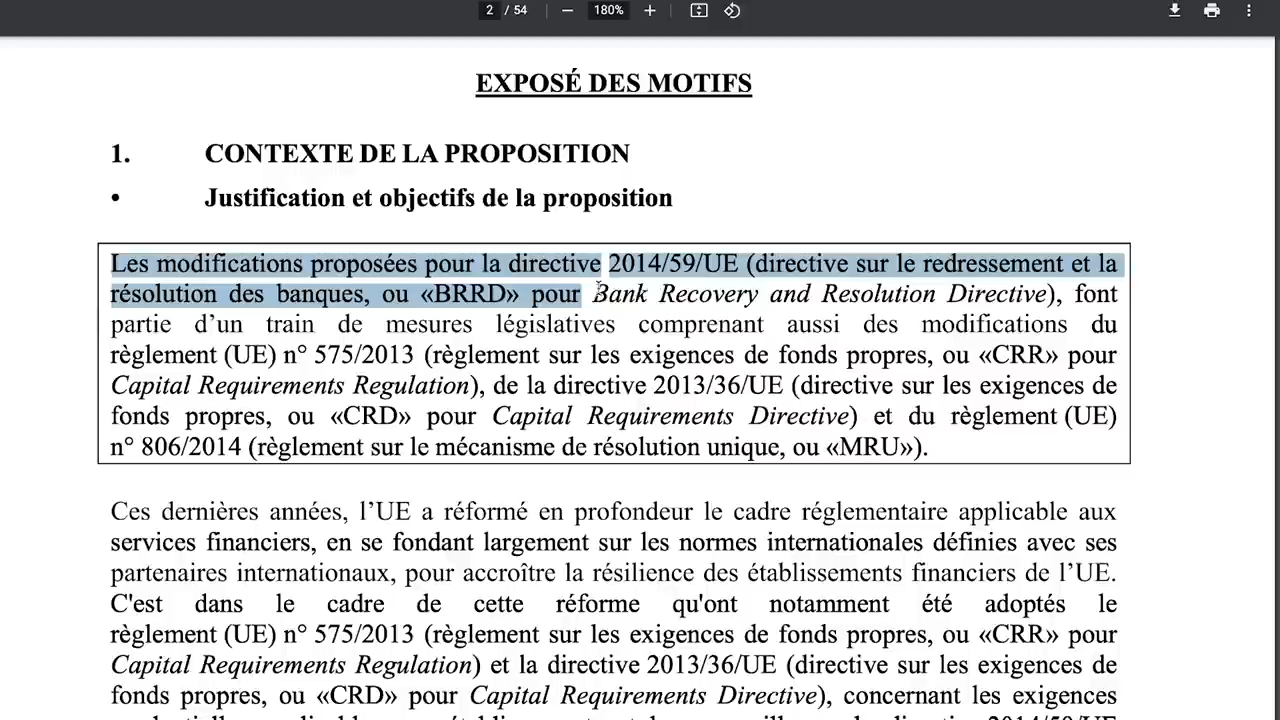 2 / 54 — 180% +
EXPOSÉ DES MOTIFS
1. CONTEXTE DE LA PROPOSITION
• Justification et objectifs de la proposition
Les modifications proposées pour la directive 2014/59/UE (directive sur le redressement et la
résolution des banques, ou «BRRD» pour Bank Recovery and Resolution Directive), font
partie d’un train de mesures législatives comprenant aussi des modifications du
règlement (UE) n° 575/2013 (règlement sur les exigences de fonds propres, ou «CRR» pour
Capital Requirements Regulation), de la directive 2013/36/UE (directive sur les exigences de
fonds propres, ou «CRD» pour Capital Requirements Directive) et du règlement (UE)
n° 806/2014 (règlement sur le mécanisme de résolution unique, ou «MRU»).
Ces dernières années, l’UE a réformé en profondeur le cadre réglementaire applicable aux
services financiers, en se fondant largement sur les normes internationales définies avec ses
partenaires internationaux, pour accroître la résilience des établissements financiers de l’UE.
C'est dans le cadre de cette réforme qu'ont notamment été adoptés le
règlement (UE) n° 575/2013 (règlement sur les exigences de fonds propres, ou «CRR» pour
Capital Requirements Regulation) et la directive 2013/36/UE (directive sur les exigences de
fonds propres, ou «CRD» pour Capital Requirements Directive), concernant les exigences